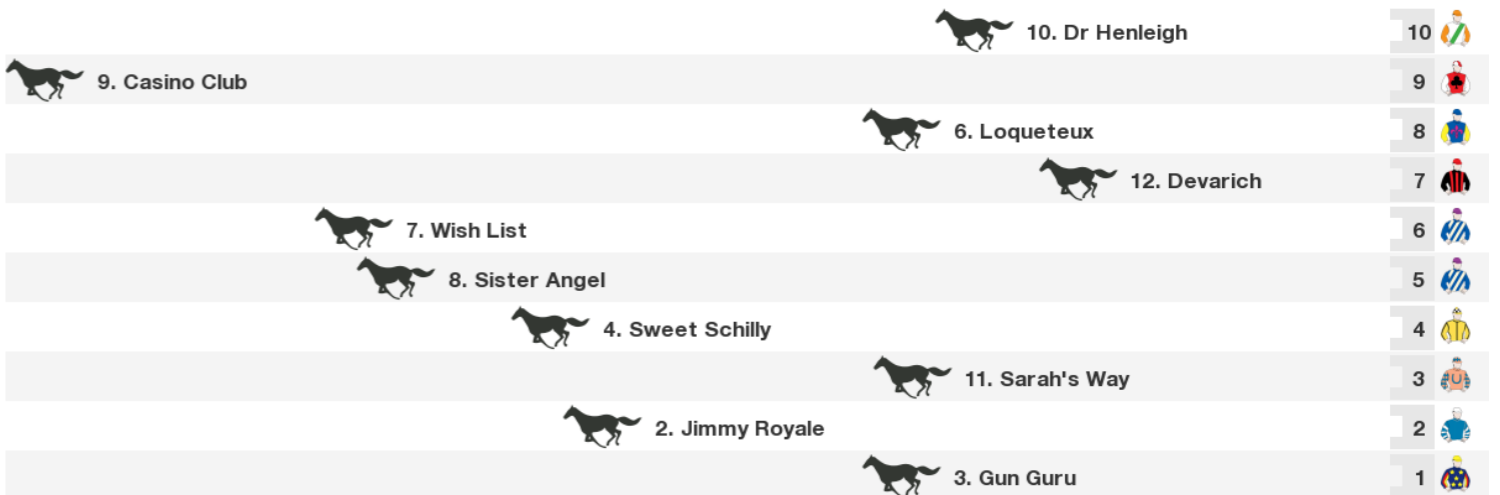 10. Dr Henleigh 10
9. Casino Club 9
6. Loqueteux 8
12. Devarich 7
7. Wish List 6
8. Sister Angel 5
4. Sweet Schilly 4
11. Sarah's Way 3
2. Jimmy Royale 2
3. Gun Guru 1